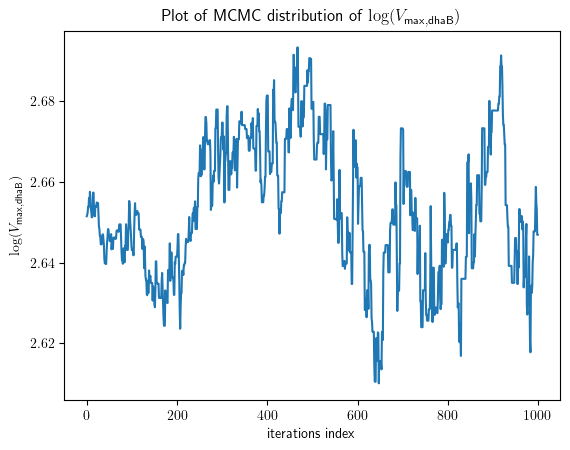 Plot of MCMC distribution of log(V_max,dhaB)
log(V_max,dhaB)
2.68
2.66
2.64
2.62
0 200 400 600 800 1000
iterations index